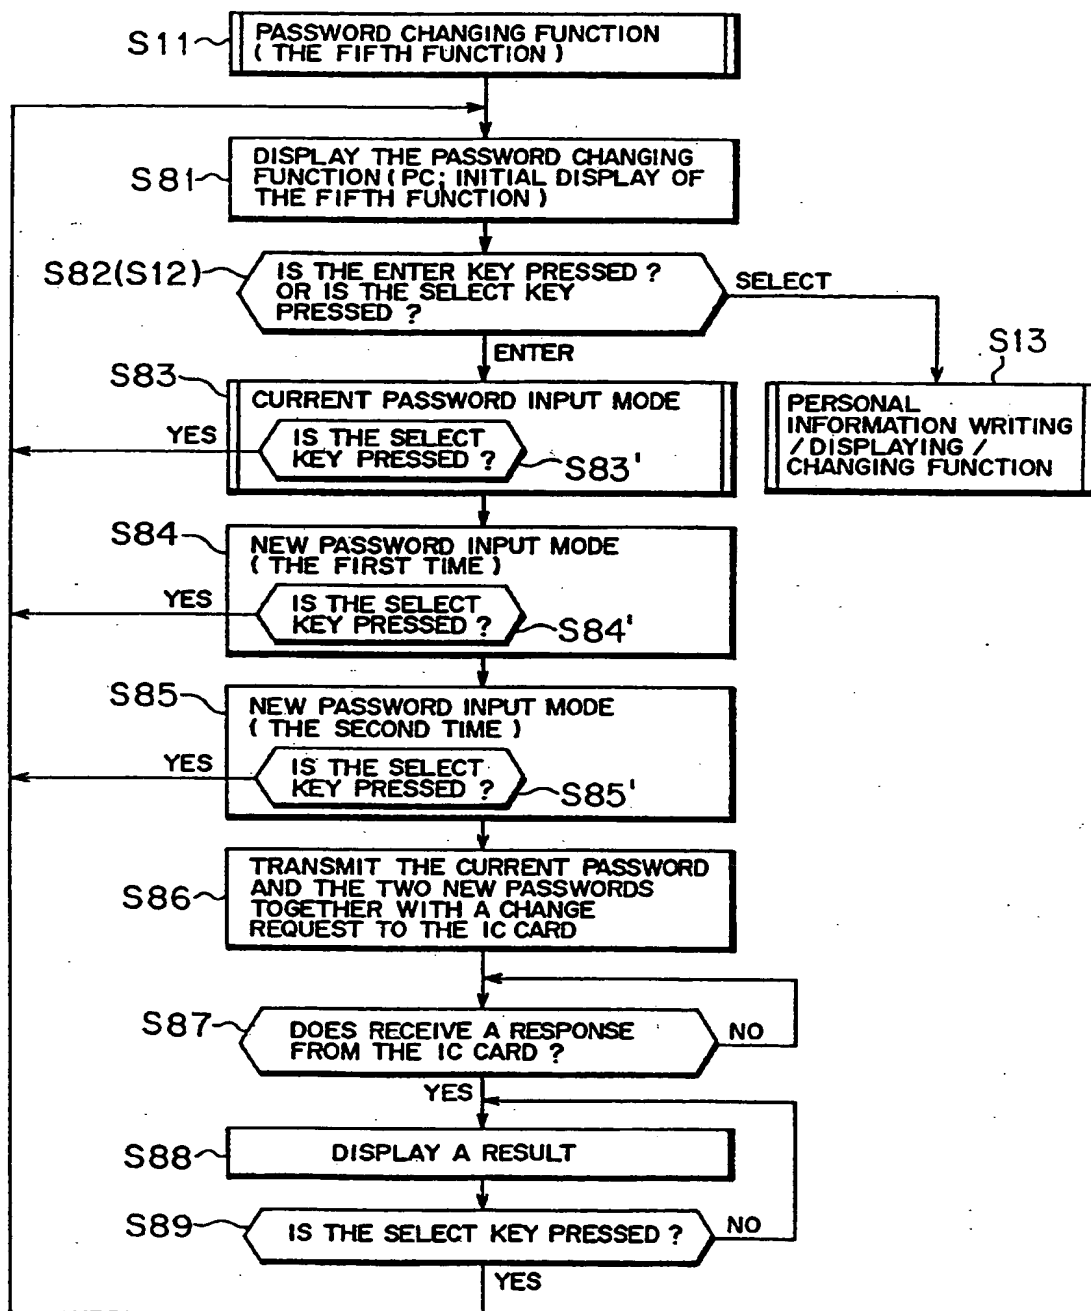 S11
PASSWORD CHANGING FUNCTION
( THE FIFTH FUNCTION )
S81
DISPLAY THE PASSWORD CHANGING
FUNCTION (PC; INITIAL DISPLAY OF
THE FIFTH FUNCTION)
S82(S12)
IS THE ENTER KEY PRESSED ?
OR IS THE SELECT KEY
PRESSED ?
SELECT
ENTER
S13
PERSONAL
INFORMATION WRITING
/ DISPLAYING /
CHANGING FUNCTION
S83
CURRENT PASSWORD INPUT MODE
YES
IS THE SELECT
KEY PRESSED ?
S83'
S84
NEW PASSWORD INPUT MODE
( THE FIRST TIME )
YES
IS THE SELECT
KEY PRESSED ?
S84'
S85
NEW PASSWORD INPUT MODE
( THE SECOND TIME )
YES
IS THE SELECT
KEY PRESSED ?
S85'
S86
TRANSMIT THE CURRENT PASSWORD
AND THE TWO NEW PASSWORDS
TOGETHER WITH A CHANGE
REQUEST TO THE IC CARD
S87
DOES RECEIVE A RESPONSE
FROM THE IC CARD ?
NO
YES
S88
DISPLAY A RESULT
S89
IS THE SELECT KEY PRESSED ?
NO
YES